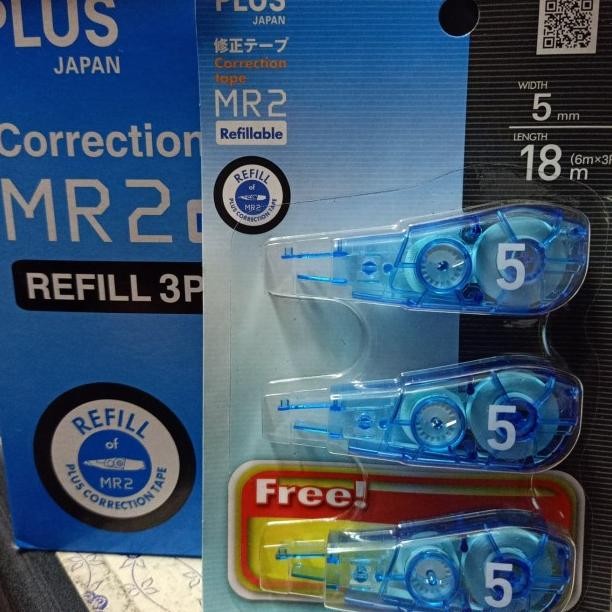 PLUS
JAPAN
Correction
MR2
REFILL 3P
REFILL
of
MR2
PLUS CORRECTION TAPE
PLUS
JAPAN
修正テープ
Correction
tape
MR2
Refillable
REFILL
of
MR2
PLUS CORRECTION TAPE
WIDTH
5 mm
LENGTH
18 m (6m×3P
5
5
Free!
5